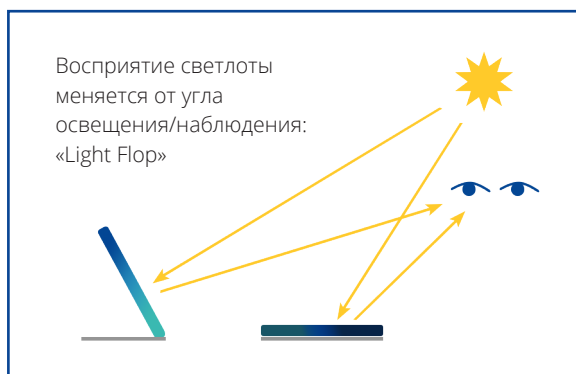 Восприятие светлоты
меняется от угла
освещения/наблюдения:
«Light Flop»